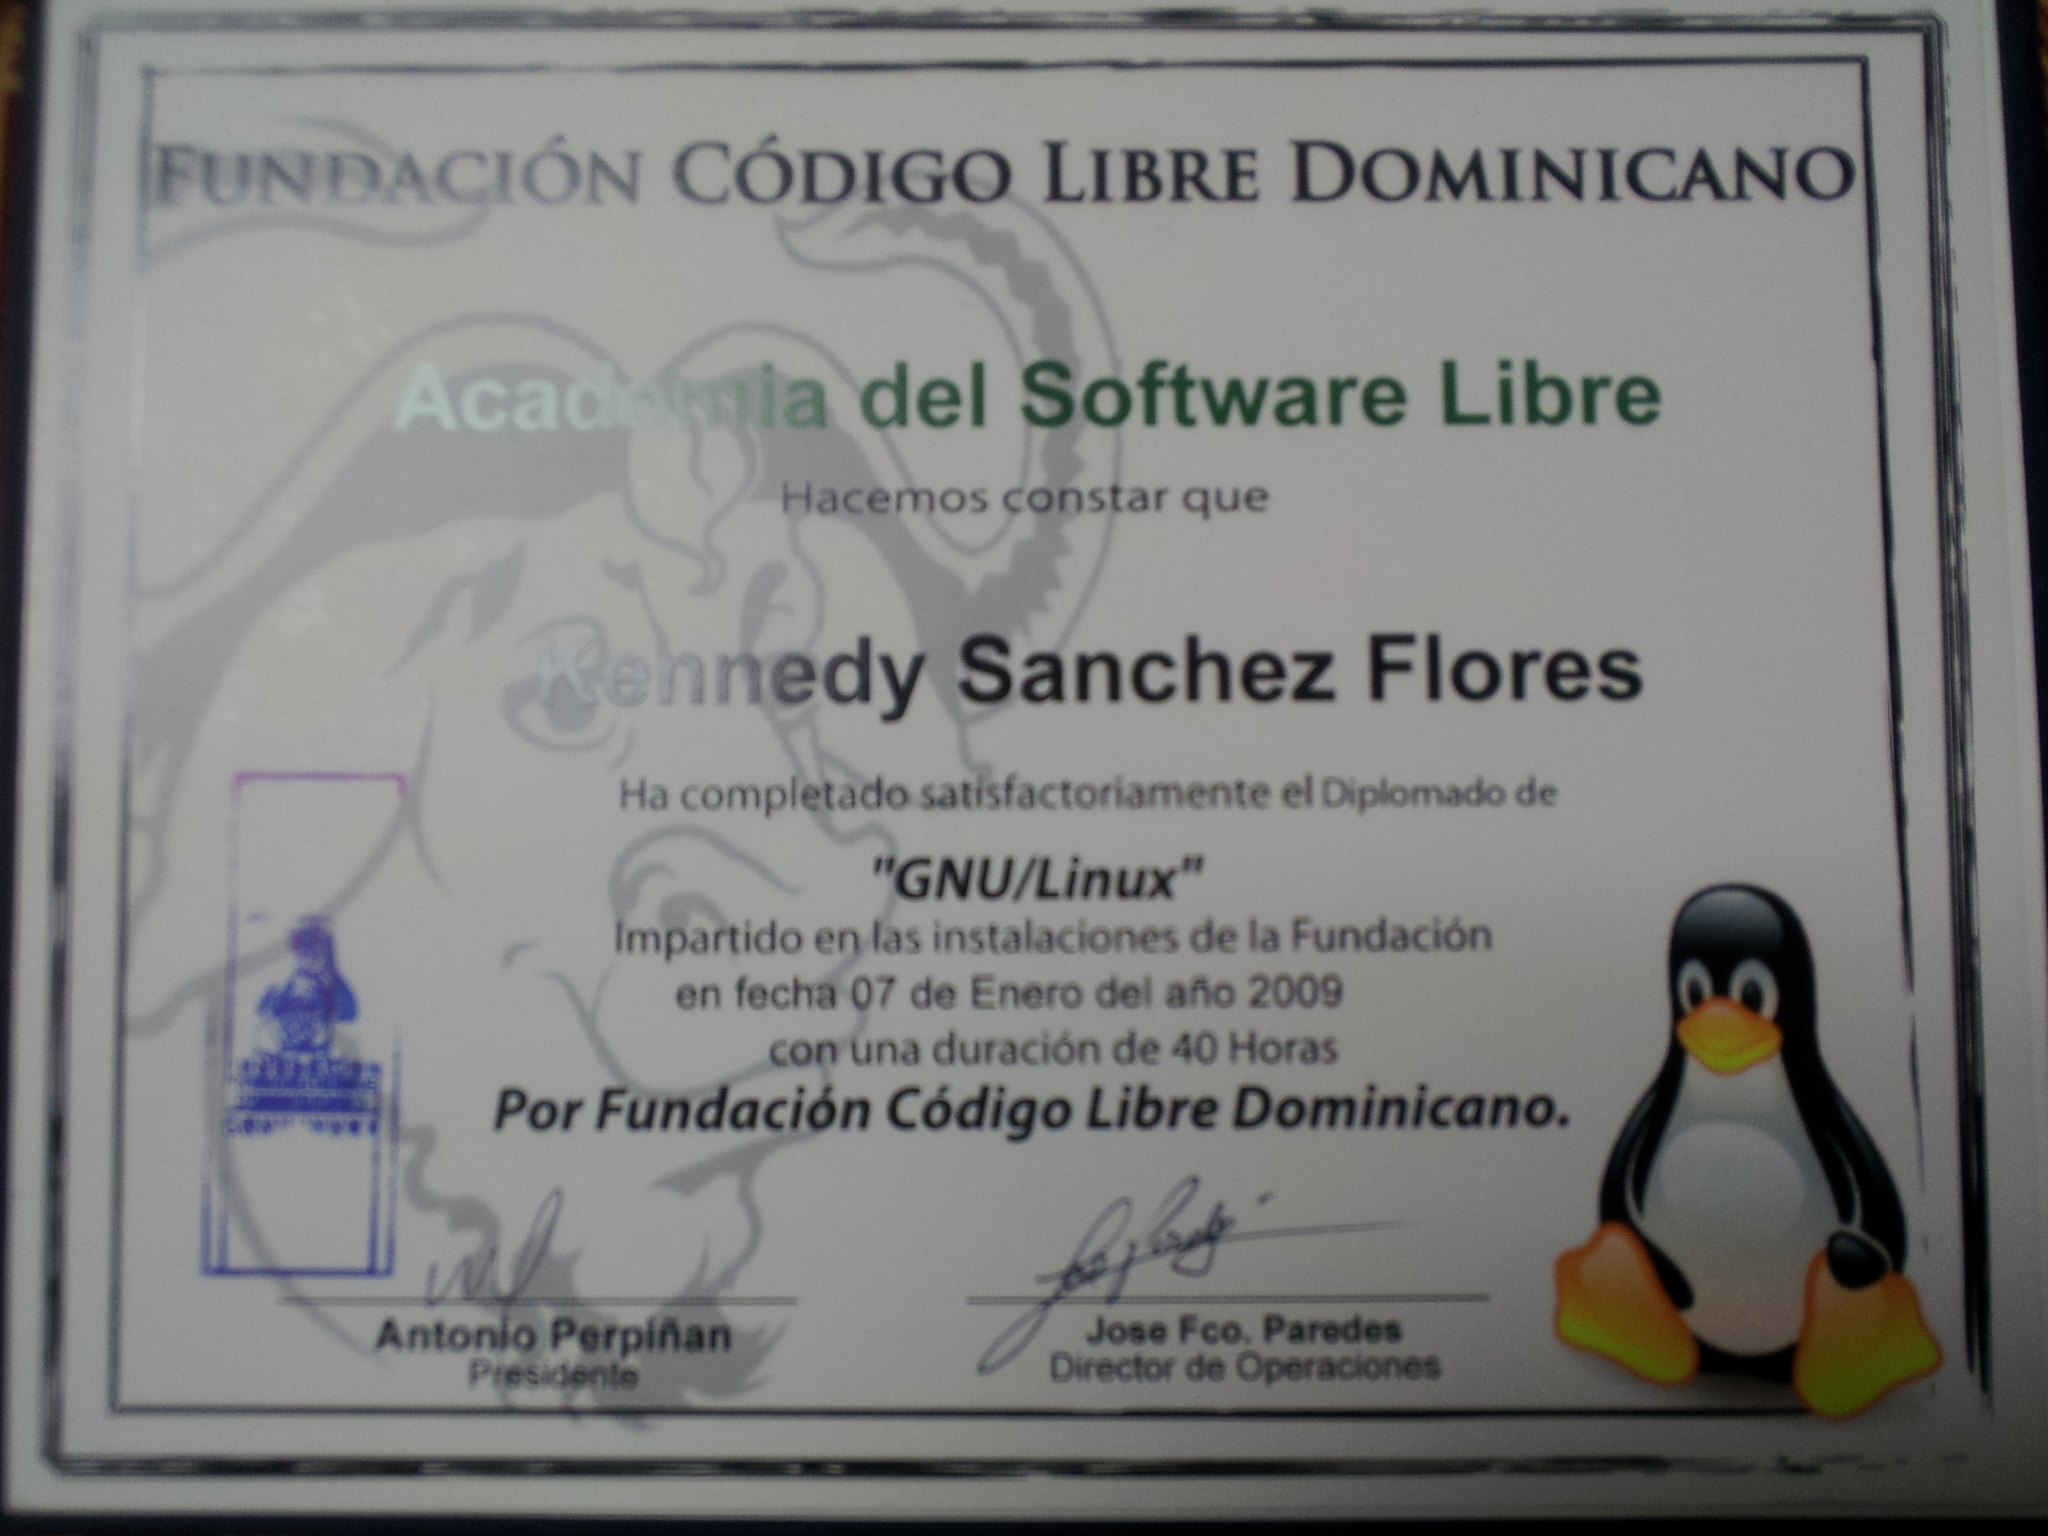 FUNDACIÓN CÓDIGO LIBRE DOMINICANO
Academia del Software Libre
Hacemos constar que
Kennedy Sanchez Flores
Ha completado satisfactoriamente el Diplomado de
"GNU/Linux"
Impartido en las instalaciones de la Fundación
en fecha 07 de Enero del año 2009
con una duración de 40 Horas
Por Fundación Código Libre Dominicano.
Antonio Perpiñan
Presidente
Jose Fco. Paredes
Director de Operaciones